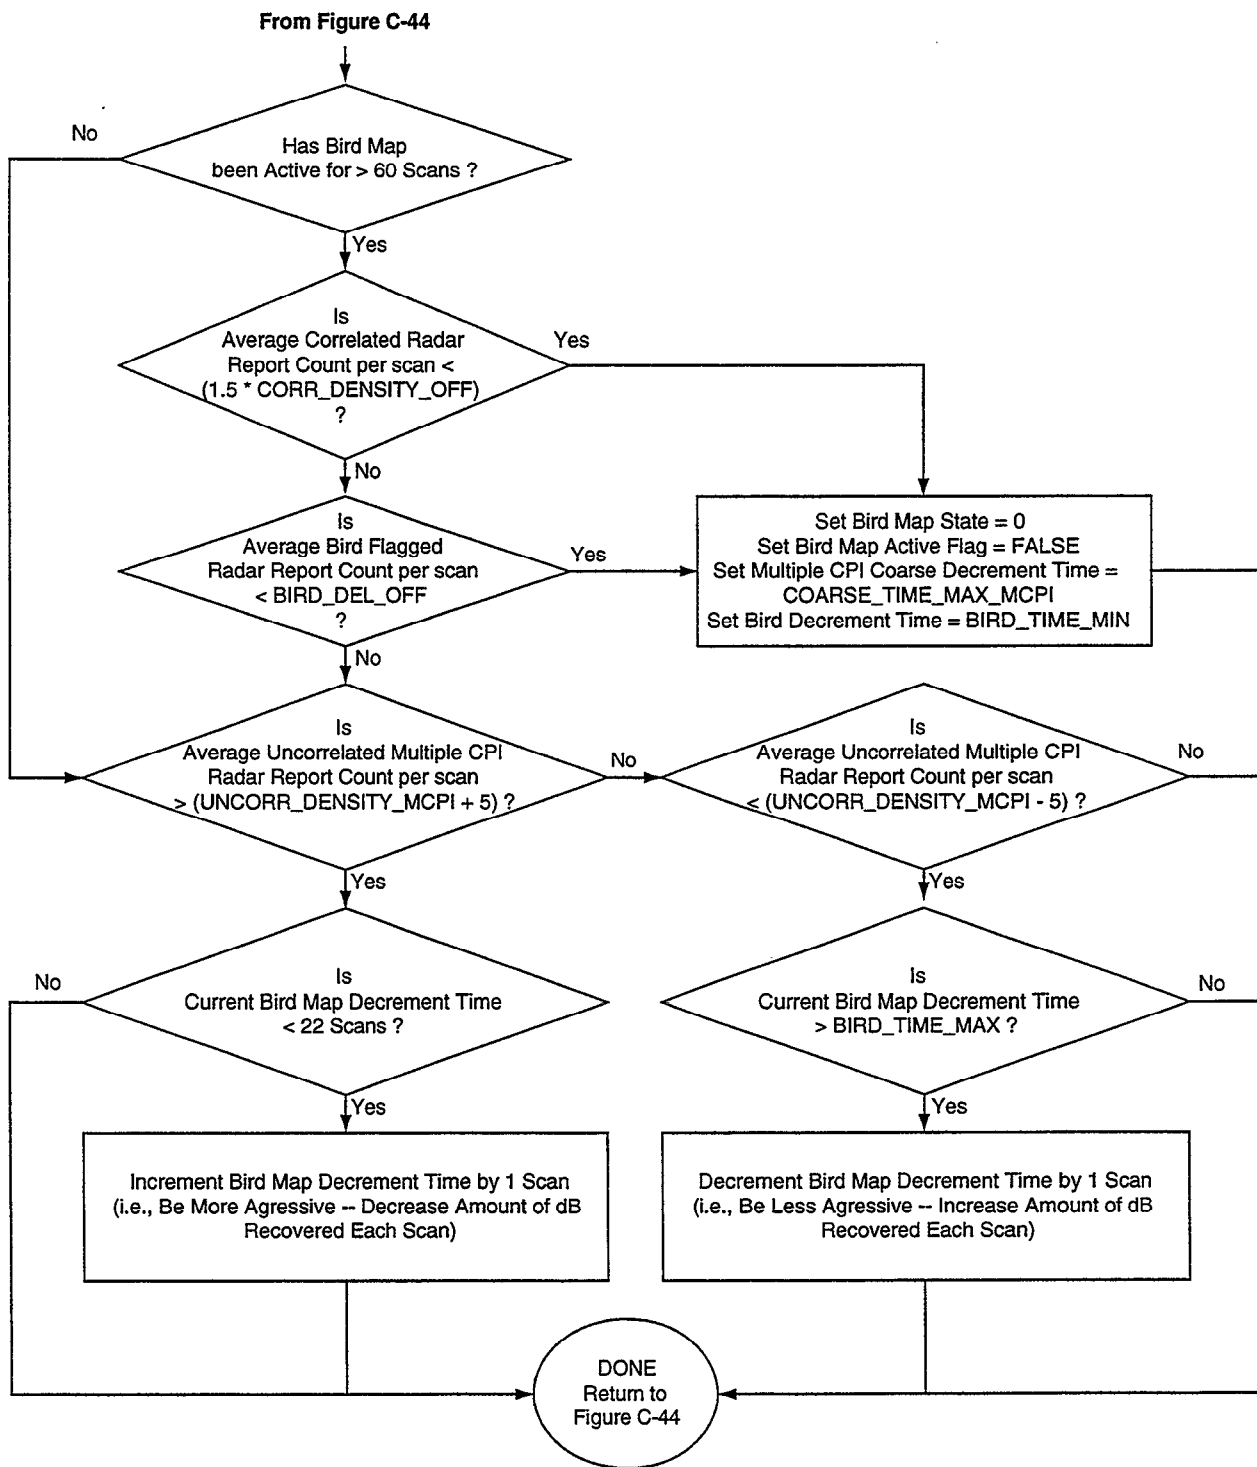 From Figure C-44
No
Has Bird Map
been Active for > 60 Scans ?
Yes
Is
Average Correlated Radar
Report Count per scan <
(1.5 * CORR_DENSITY_OFF)
?
Yes
No
Is
Average Bird Flagged
Radar Report Count per scan
< BIRD_DEL_OFF
?
Yes
Set Bird Map State = 0
Set Bird Map Active Flag = FALSE
Set Multiple CPI Coarse Decrement Time =
COARSE_TIME_MAX_MCPI
Set Bird Decrement Time = BIRD_TIME_MIN
No
Is
Average Uncorrelated Multiple CPI
Radar Report Count per scan
> (UNCORR_DENSITY_MCPI + 5) ?
No
Is
Average Uncorrelated Multiple CPI
Radar Report Count per scan
< (UNCORR_DENSITY_MCPI - 5) ?
No
Yes
Yes
No
Is
Current Bird Map Decrement Time
< 22 Scans ?
Is
Current Bird Map Decrement Time
> BIRD_TIME_MAX ?
No
Yes
Yes
Increment Bird Map Decrement Time by 1 Scan
(i.e., Be More Agressive -- Decrease Amount of dB
Recovered Each Scan)
Decrement Bird Map Decrement Time by 1 Scan
(i.e., Be Less Agressive -- Increase Amount of dB
Recovered Each Scan)
DONE
Return to
Figure C-44